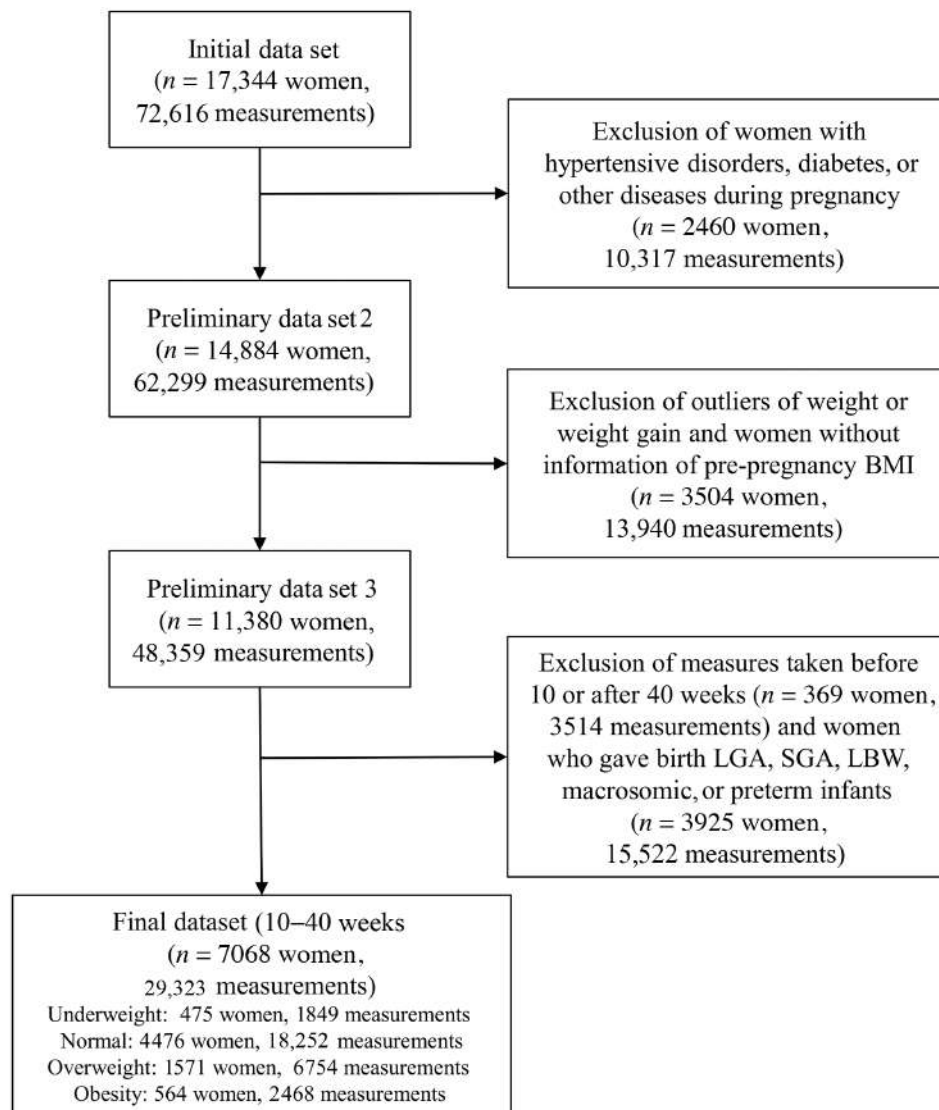 Initial data set
(n = 17,344 women,
72,616 measurements)
Exclusion of women with
hypertensive disorders, diabetes, or
other diseases during pregnancy
(n = 2460 women,
10,317 measurements)
Preliminary data set 2
(n = 14,884 women,
62,299 measurements)
Exclusion of outliers of weight or
weight gain and women without
information of pre-pregnancy BMI
(n = 3504 women,
13,940 measurements)
Preliminary data set 3
(n = 11,380 women,
48,359 measurements)
Exclusion of measures taken before
10 or after 40 weeks (n = 369 women,
3514 measurements) and women
who gave birth LGA, SGA, LBW,
macrosomic, or preterm infants
(n = 3925 women,
15,522 measurements)
Final dataset (10–40 weeks
(n = 7068 women,
29,323 measurements)
Underweight: 475 women, 1849 measurements
Normal: 4476 women, 18,252 measurements
Overweight: 1571 women, 6754 measurements
Obesity: 564 women, 2468 measurements